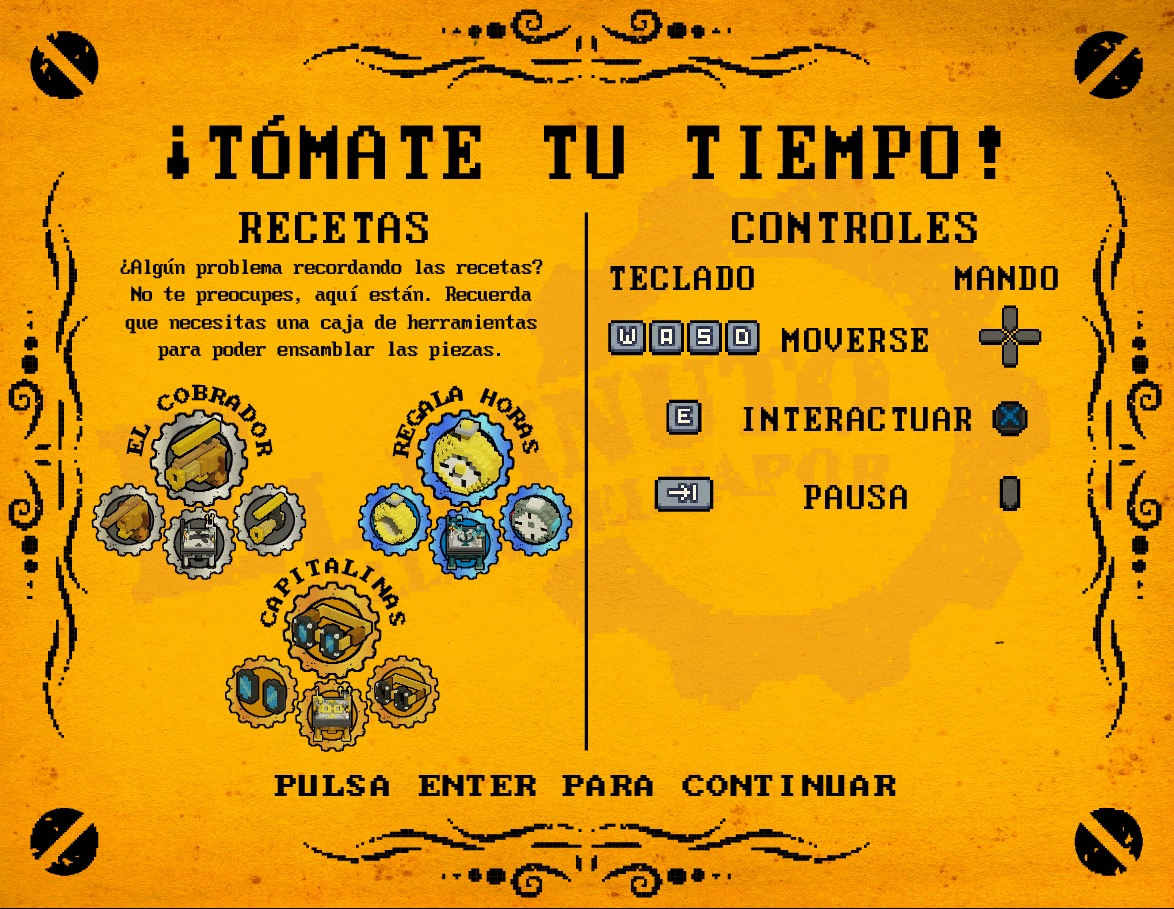 ¡TÓMATE TU TIEMPO!
RECETAS
¿Algún problema recordando las recetas?
No te preocupes, aquí están. Recuerda
que necesitas una caja de herramientas
para poder ensamblar las piezas.
EL COBRADOR
REGALA HORAS
CAPITALINAS
CONTROLES
TECLADO MANDO
W A S D MOVERSE
E INTERACTUAR X
PAUSA
PULSA ENTER PARA CONTINUAR